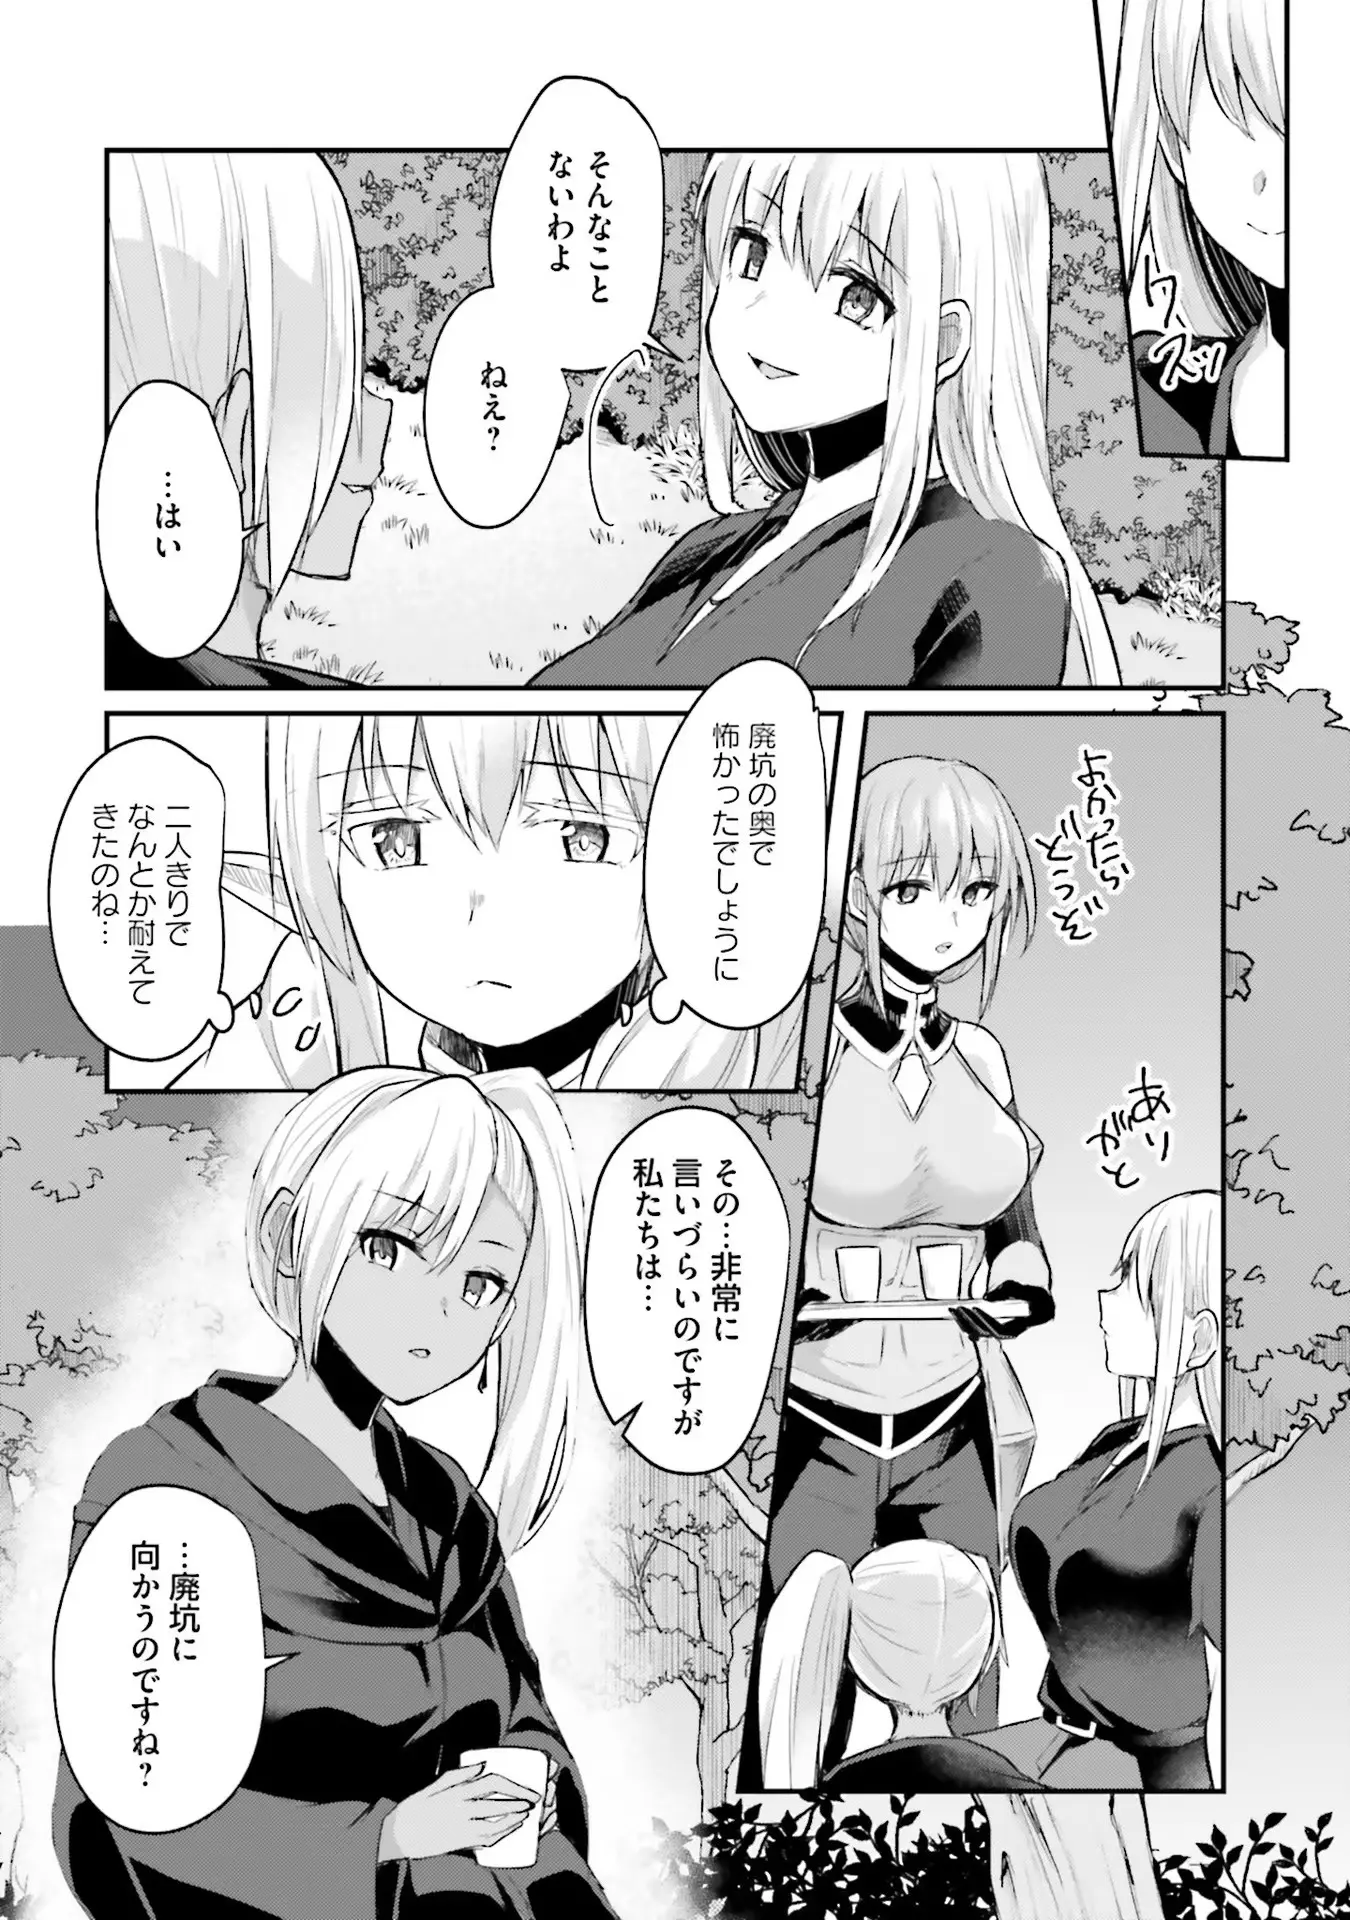 クスッ
そんなこと
ないわよ
ねえ?
…はい
よかったら
どうぞ
ありがと
廃坑の奥で
怖かったでしょうに
二人きりで
なんとか耐えて
きたのね…
その…非常に
言いづらいのですが
私たちは…
…廃坑に
向かうのですね?